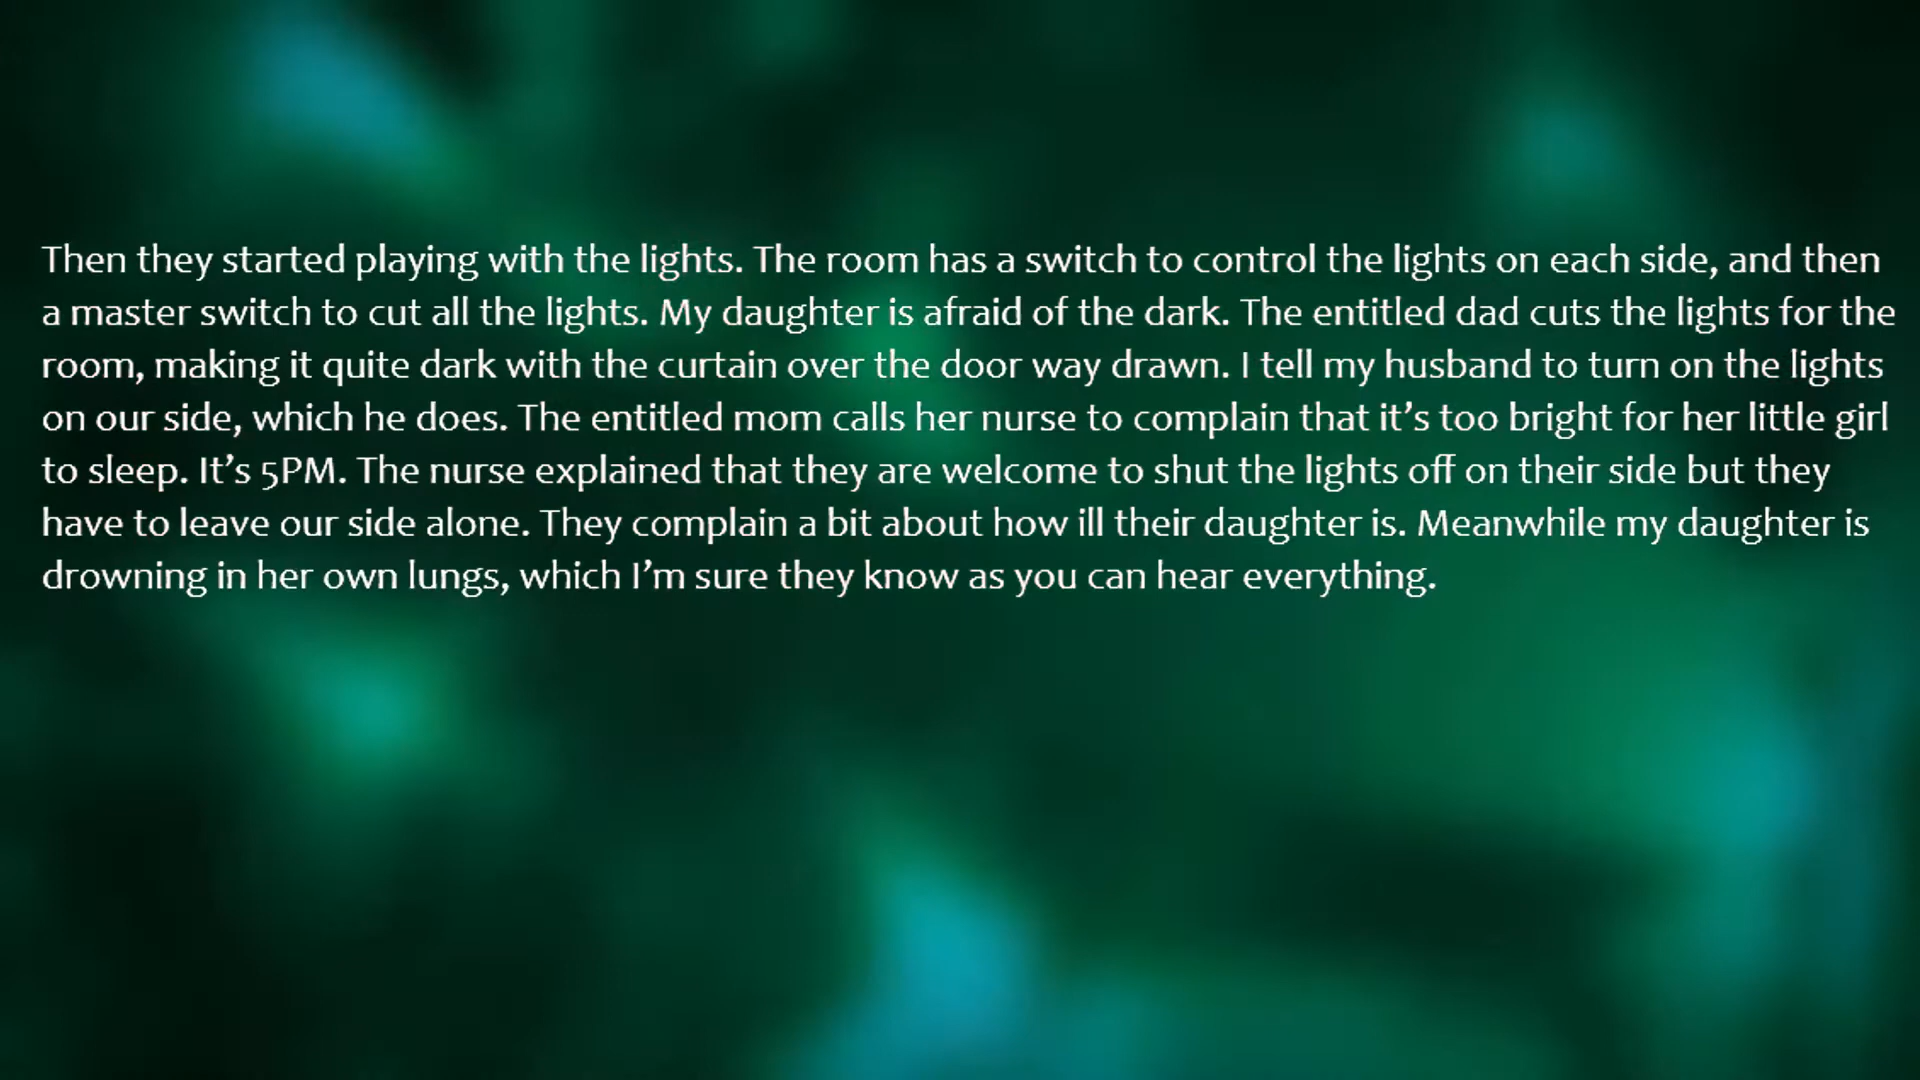 Then they started playing with the lights. The room has a switch to control the lights on each side, and then
a master switch to cut all the lights. My daughter is afraid of the dark. The entitled dad cuts the lights for the
room, making it quite dark with the curtain over the door way drawn. I tell my husband to turn on the lights
on our side, which he does. The entitled mom calls her nurse to complain that it’s too bright for her little girl
to sleep. It’s 5PM. The nurse explained that they are welcome to shut the lights off on their side but they
have to leave our side alone. They complain a bit about how ill their daughter is. Meanwhile my daughter is
drowning in her own lungs, which I’m sure they know as you can hear everything.